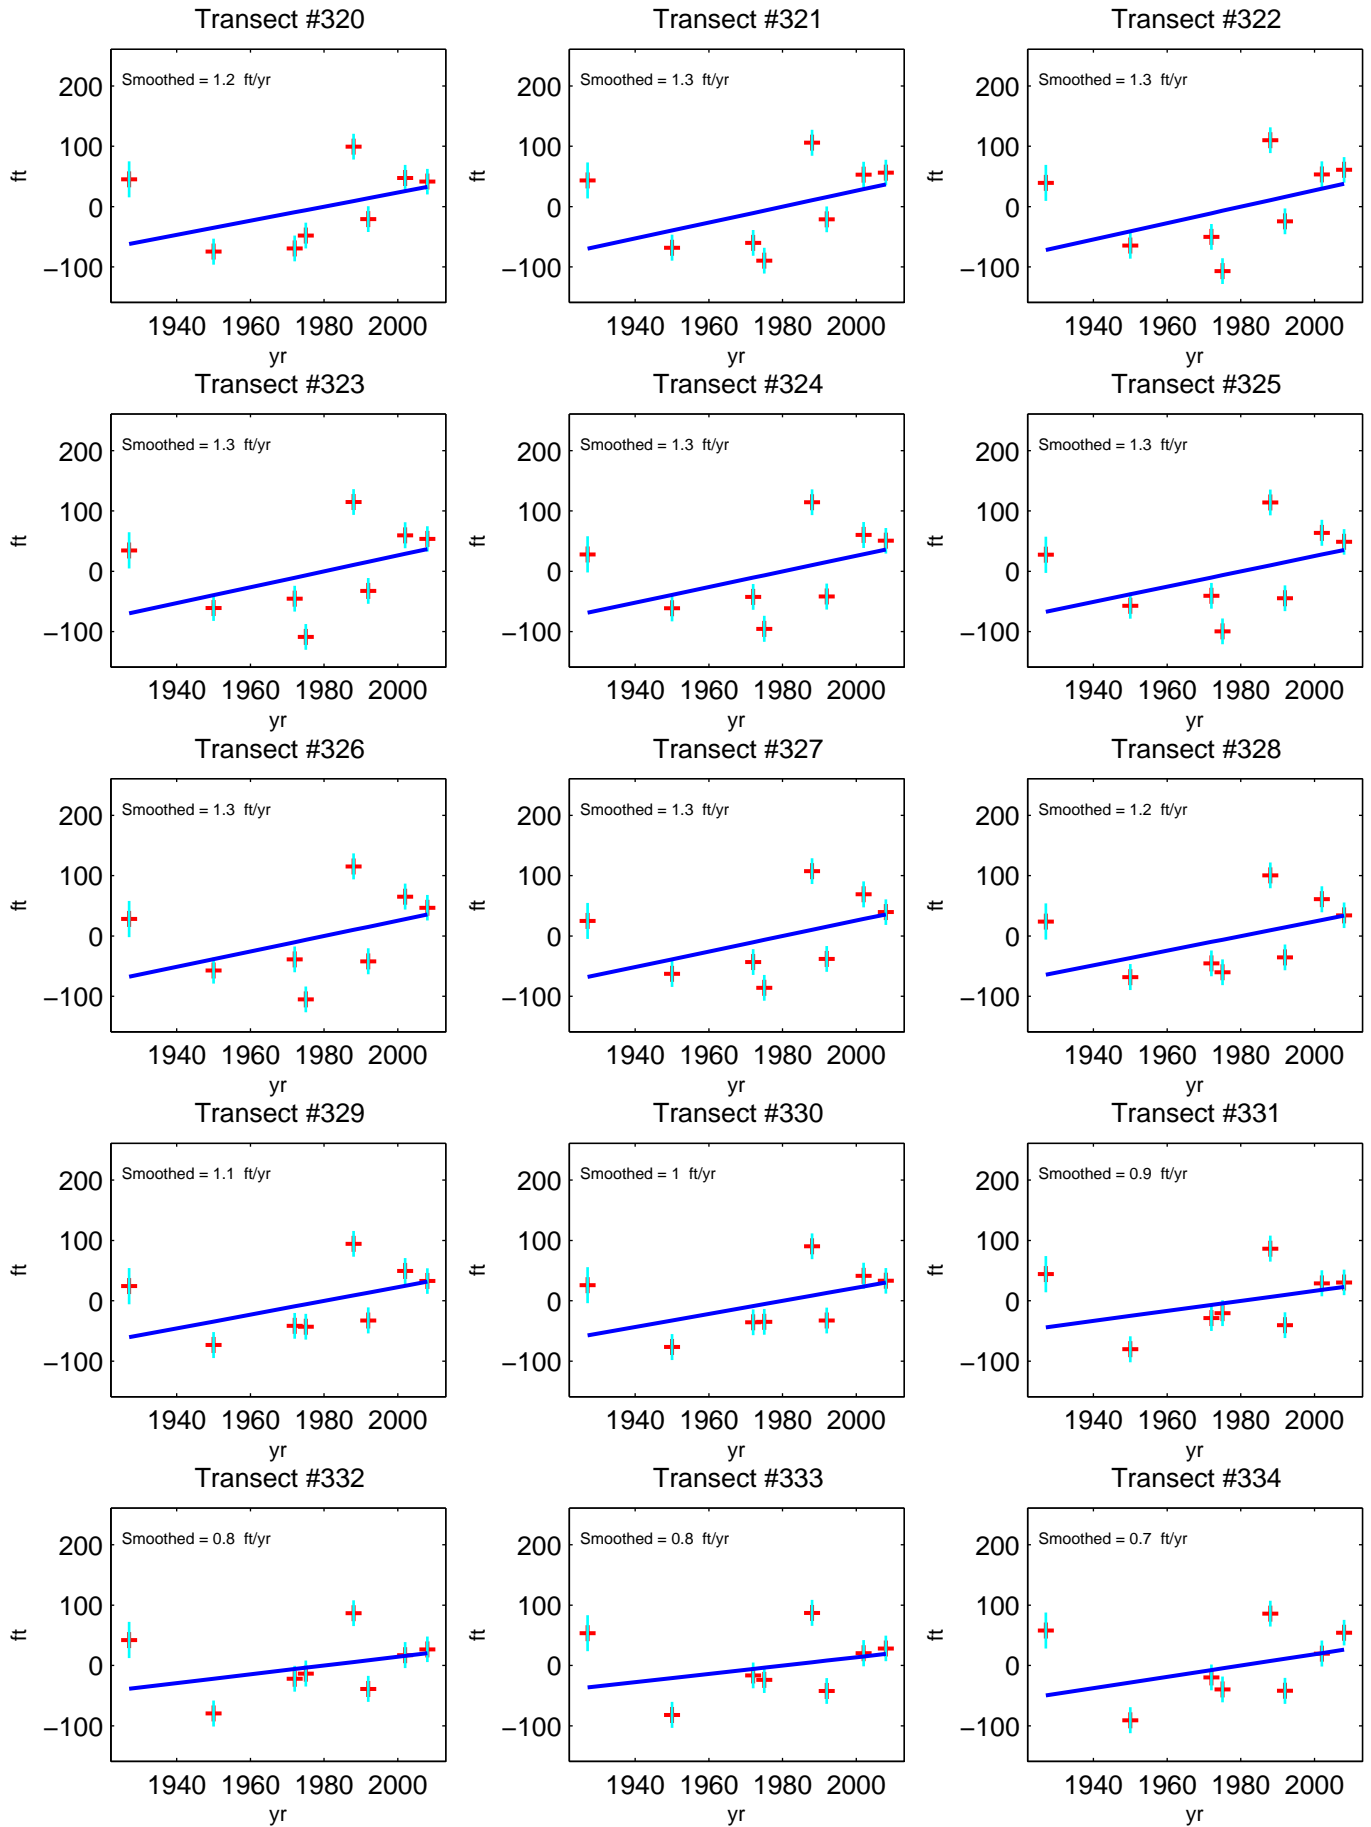 Transect #320 Transect #321 Transect #322
200 Smoothed = 1.2 ft/yr 200 Smoothed = 1.3 ft/yr 200 Smoothed = 1.3 ft/yr
100 100 100
ft ft ft
0 0 0
−100 −100 −100
1940 1960 1980 2000 1940 1960 1980 2000 1940 1960 1980 2000
yr yr yr
Transect #323 Transect #324 Transect #325
200 Smoothed = 1.3 ft/yr 200 Smoothed = 1.3 ft/yr 200 Smoothed = 1.3 ft/yr
100 100 100
ft ft ft
0 0 0
−100 −100 −100
1940 1960 1980 2000 1940 1960 1980 2000 1940 1960 1980 2000
yr yr yr
Transect #326 Transect #327 Transect #328
200 Smoothed = 1.3 ft/yr 200 Smoothed = 1.3 ft/yr 200 Smoothed = 1.2 ft/yr
100 100 100
ft ft ft
0 0 0
−100 −100 −100
1940 1960 1980 2000 1940 1960 1980 2000 1940 1960 1980 2000
yr yr yr
Transect #329 Transect #330 Transect #331
200 Smoothed = 1.1 ft/yr 200 Smoothed = 1 ft/yr 200 Smoothed = 0.9 ft/yr
100 100 100
ft ft ft
0 0 0
−100 −100 −100
1940 1960 1980 2000 1940 1960 1980 2000 1940 1960 1980 2000
yr yr yr
Transect #332 Transect #333 Transect #334
200 Smoothed = 0.8 ft/yr 200 Smoothed = 0.8 ft/yr 200 Smoothed = 0.7 ft/yr
100 100 100
ft ft ft
0 0 0
−100 −100 −100
1940 1960 1980 2000 1940 1960 1980 2000 1940 1960 1980 2000
yr yr yr